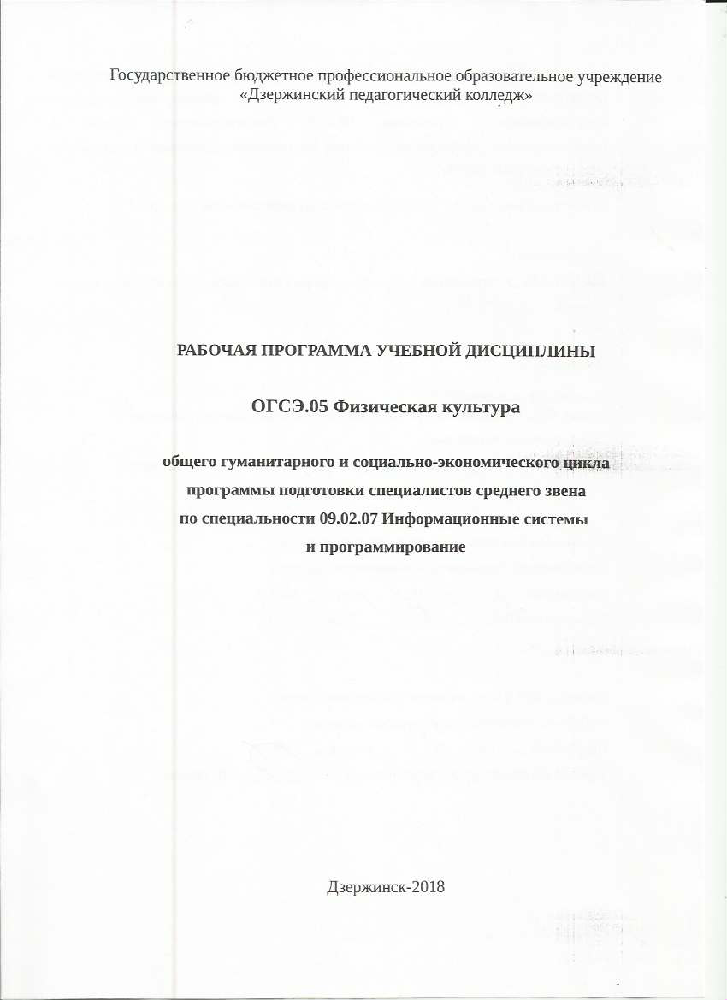 Государственное бюджетное профессиональное образовательное учреждение
«Дзержинский педагогический колледж»
РАБОЧАЯ ПРОГРАММА УЧЕБНОЙ ДИСЦИПЛИНЫ
ОГСЭ.05 Физическая культура
общего гуманитарного и социально-экономического цикла
программы подготовки специалистов среднего звена
по специальности 09.02.07 Информационные системы
и программирование
Дзержинск-2018